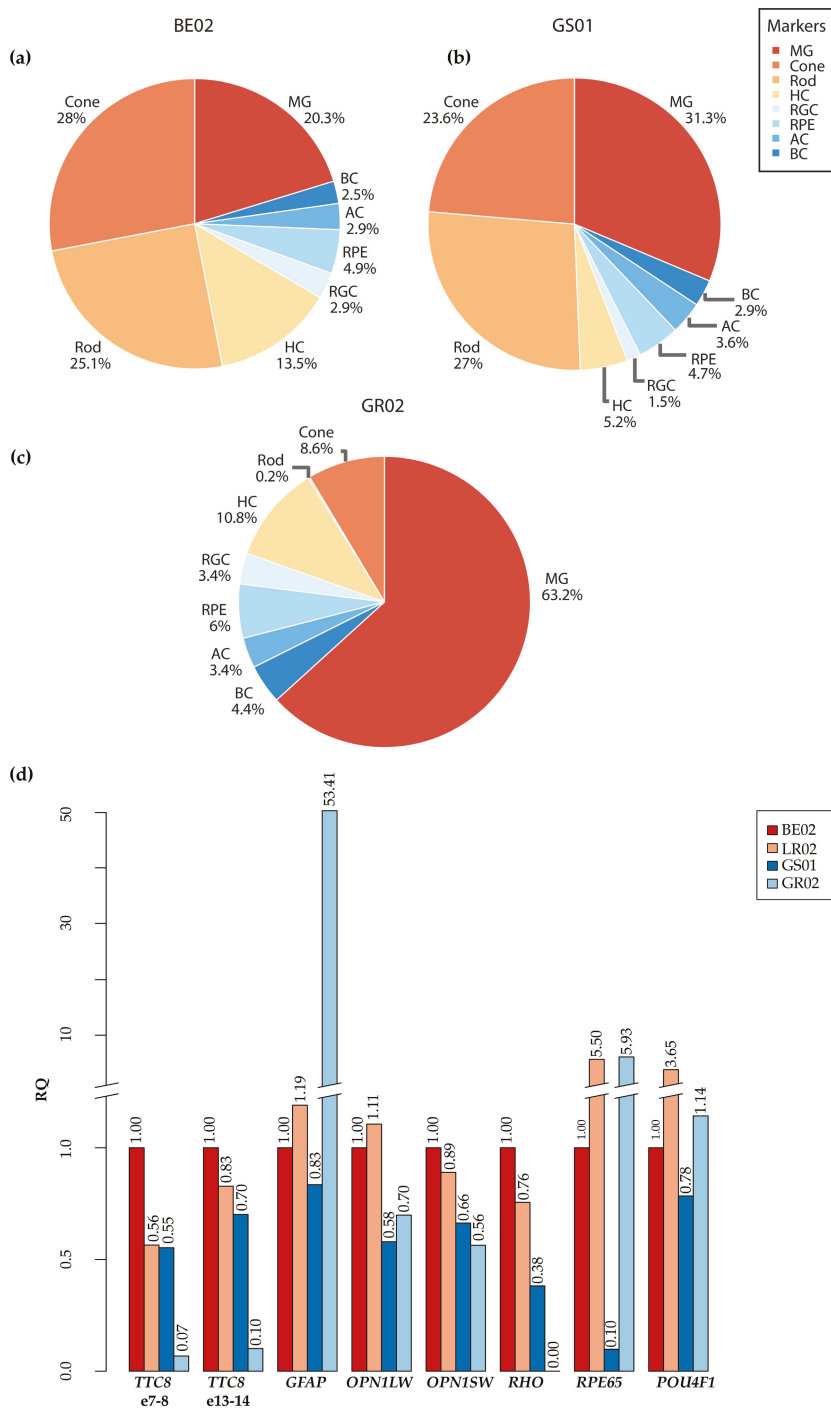 BE02
GS01
Markers
MG
Cone
Rod
HC
RGC
RPE
AC
BC
(a)
Cone
28%
MG
20.3%
BC
2.5%
AC
2.9%
RPE
4.9%
RGC
2.9%
HC
13.5%
Rod
25.1%
(b)
Cone
23.6%
MG
31.3%
BC
2.9%
AC
3.6%
RPE
4.7%
RGC
1.5%
HC
5.2%
Rod
27%
GR02
(c)
Cone
8.6%
Rod
0.2%
HC
10.8%
RGC
3.4%
RPE
6%
AC
3.4%
BC
4.4%
MG
63.2%
(d)
BE02
LR02
GS01
GR02
RQ
50
30
10
1.0
0.5
0.0
1.00
0.56
0.55
0.07
1.00
0.83
0.70
0.10
1.00
1.19
0.83
53.41
1.00
1.11
0.58
0.70
1.00
0.89
0.66
0.56
1.00
0.76
0.38
0.00
1.00
5.50
0.10
5.93
1.00
3.65
0.78
1.14
TTC8
e7-8
TTC8
e13-14
GFAP
OPN1LW
OPN1SW
RHO
RPE65
POU4F1